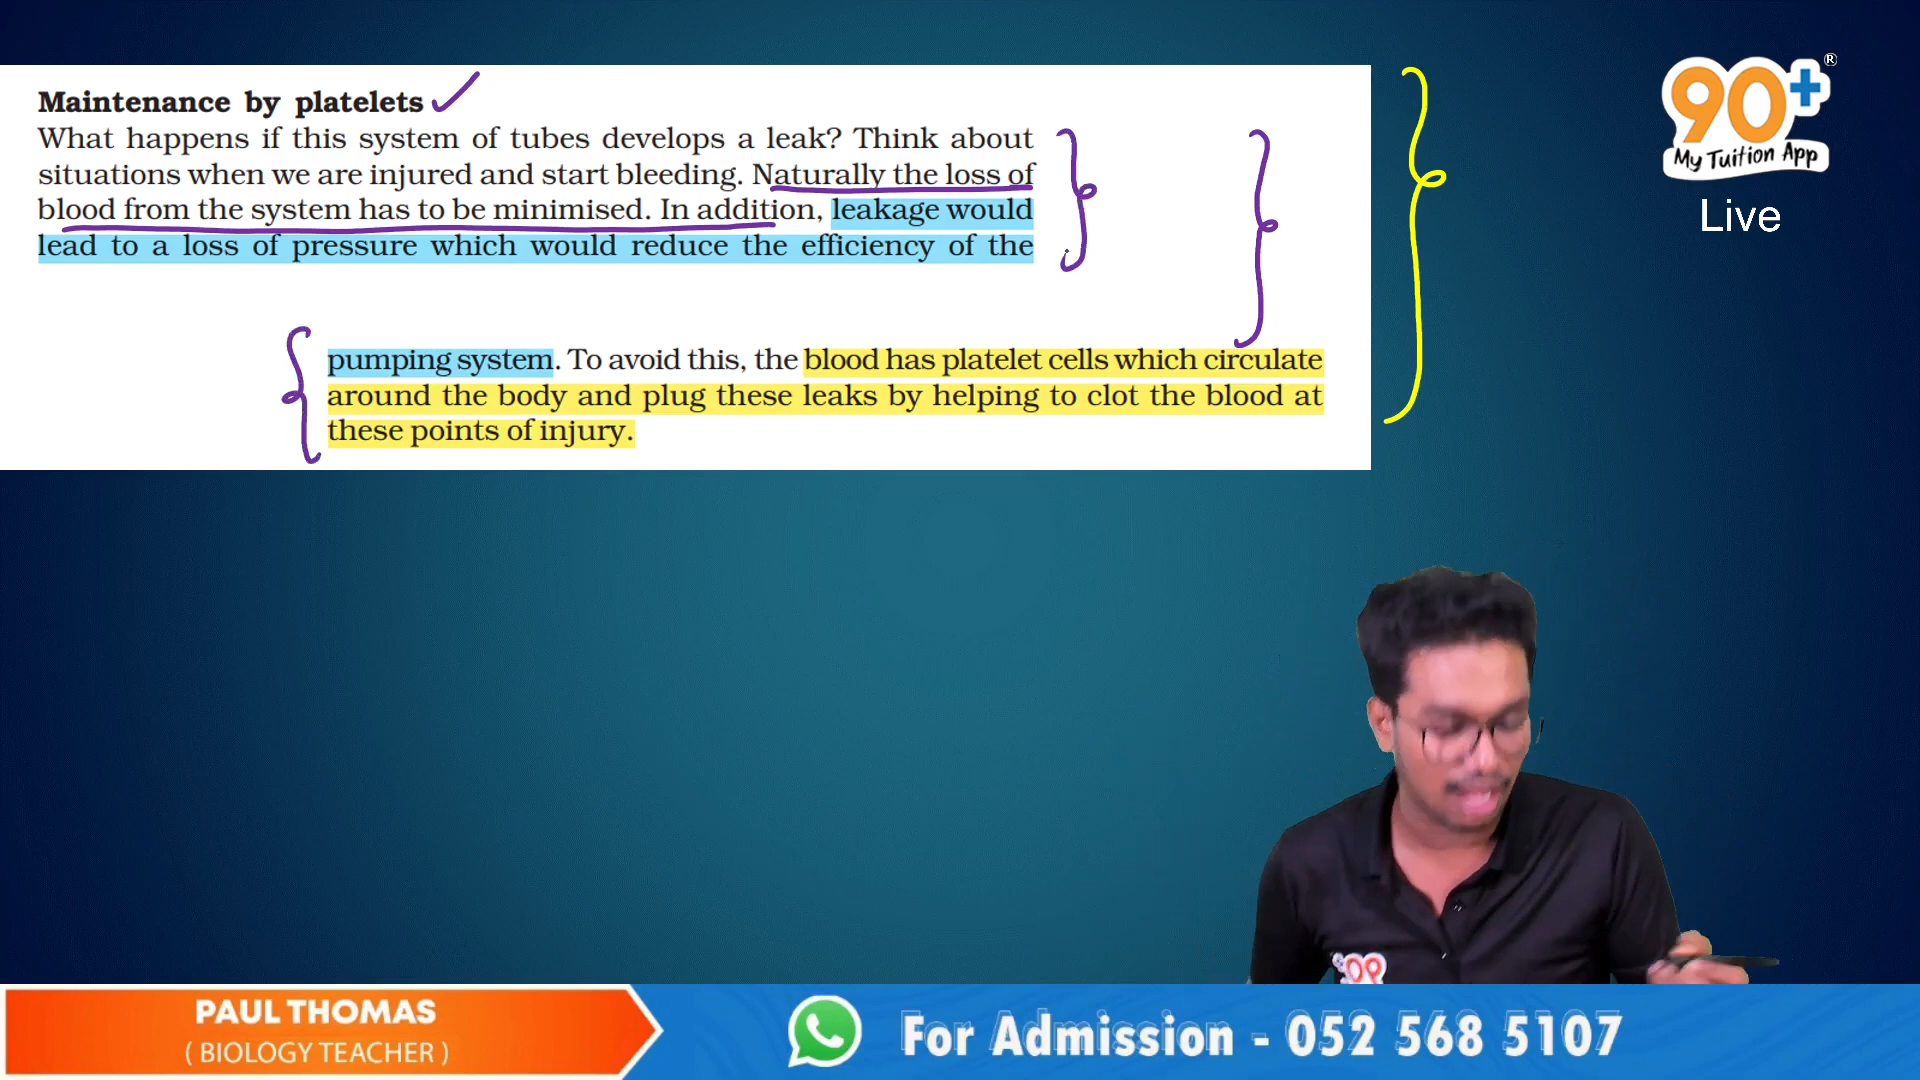 Maintenance by platelets
What happens if this system of tubes develops a leak? Think about
situations when we are injured and start bleeding. Naturally the loss of
blood from the system has to be minimised. In addition, leakage would
lead to a loss of pressure which would reduce the efficiency of the
pumping system. To avoid this, the blood has platelet cells which circulate
around the body and plug these leaks by helping to clot the blood at
these points of injury.
90+
®
My Tuition App
Live
90
PAUL THOMAS
( BIOLOGY TEACHER )
For Admission - 052 568 5107